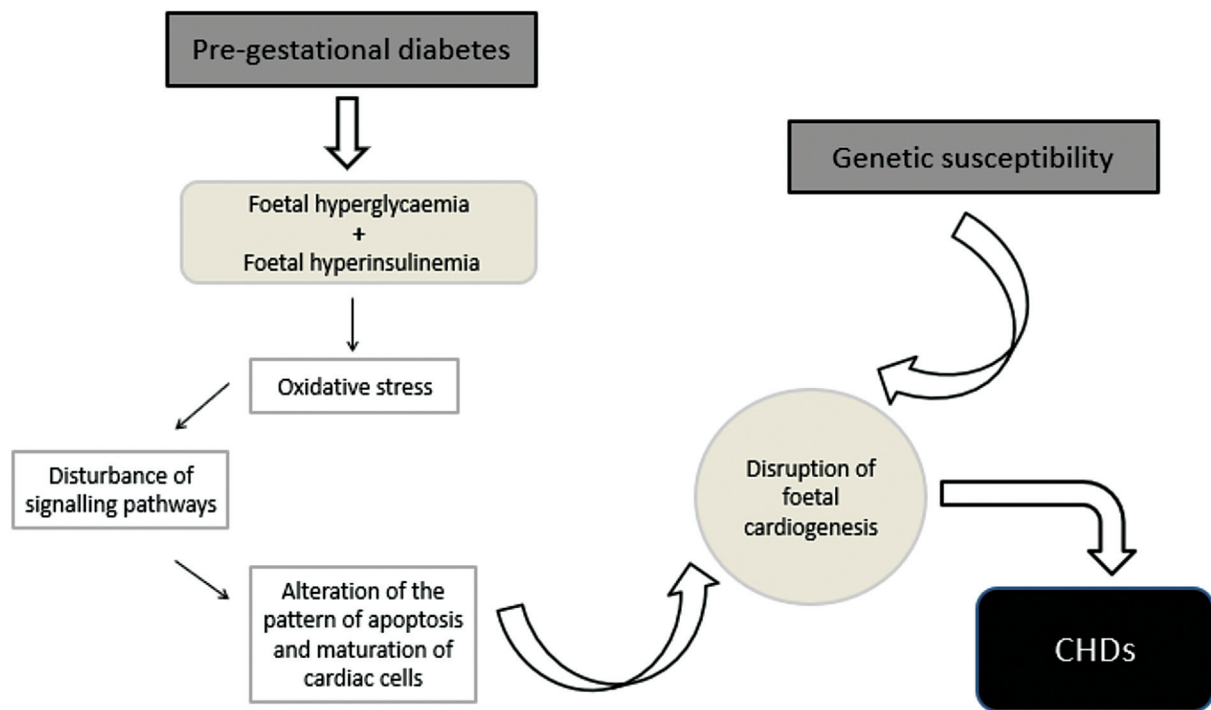 Pre-gestational diabetes
Genetic susceptibility
Foetal hyperglycaemia
+
Foetal hyperinsulinemia
Oxidative stress
Disturbance of
signalling pathways
Alteration of the
pattern of apoptosis
and maturation of
cardiac cells
Disruption of
foetal
cardiogenesis
CHDs